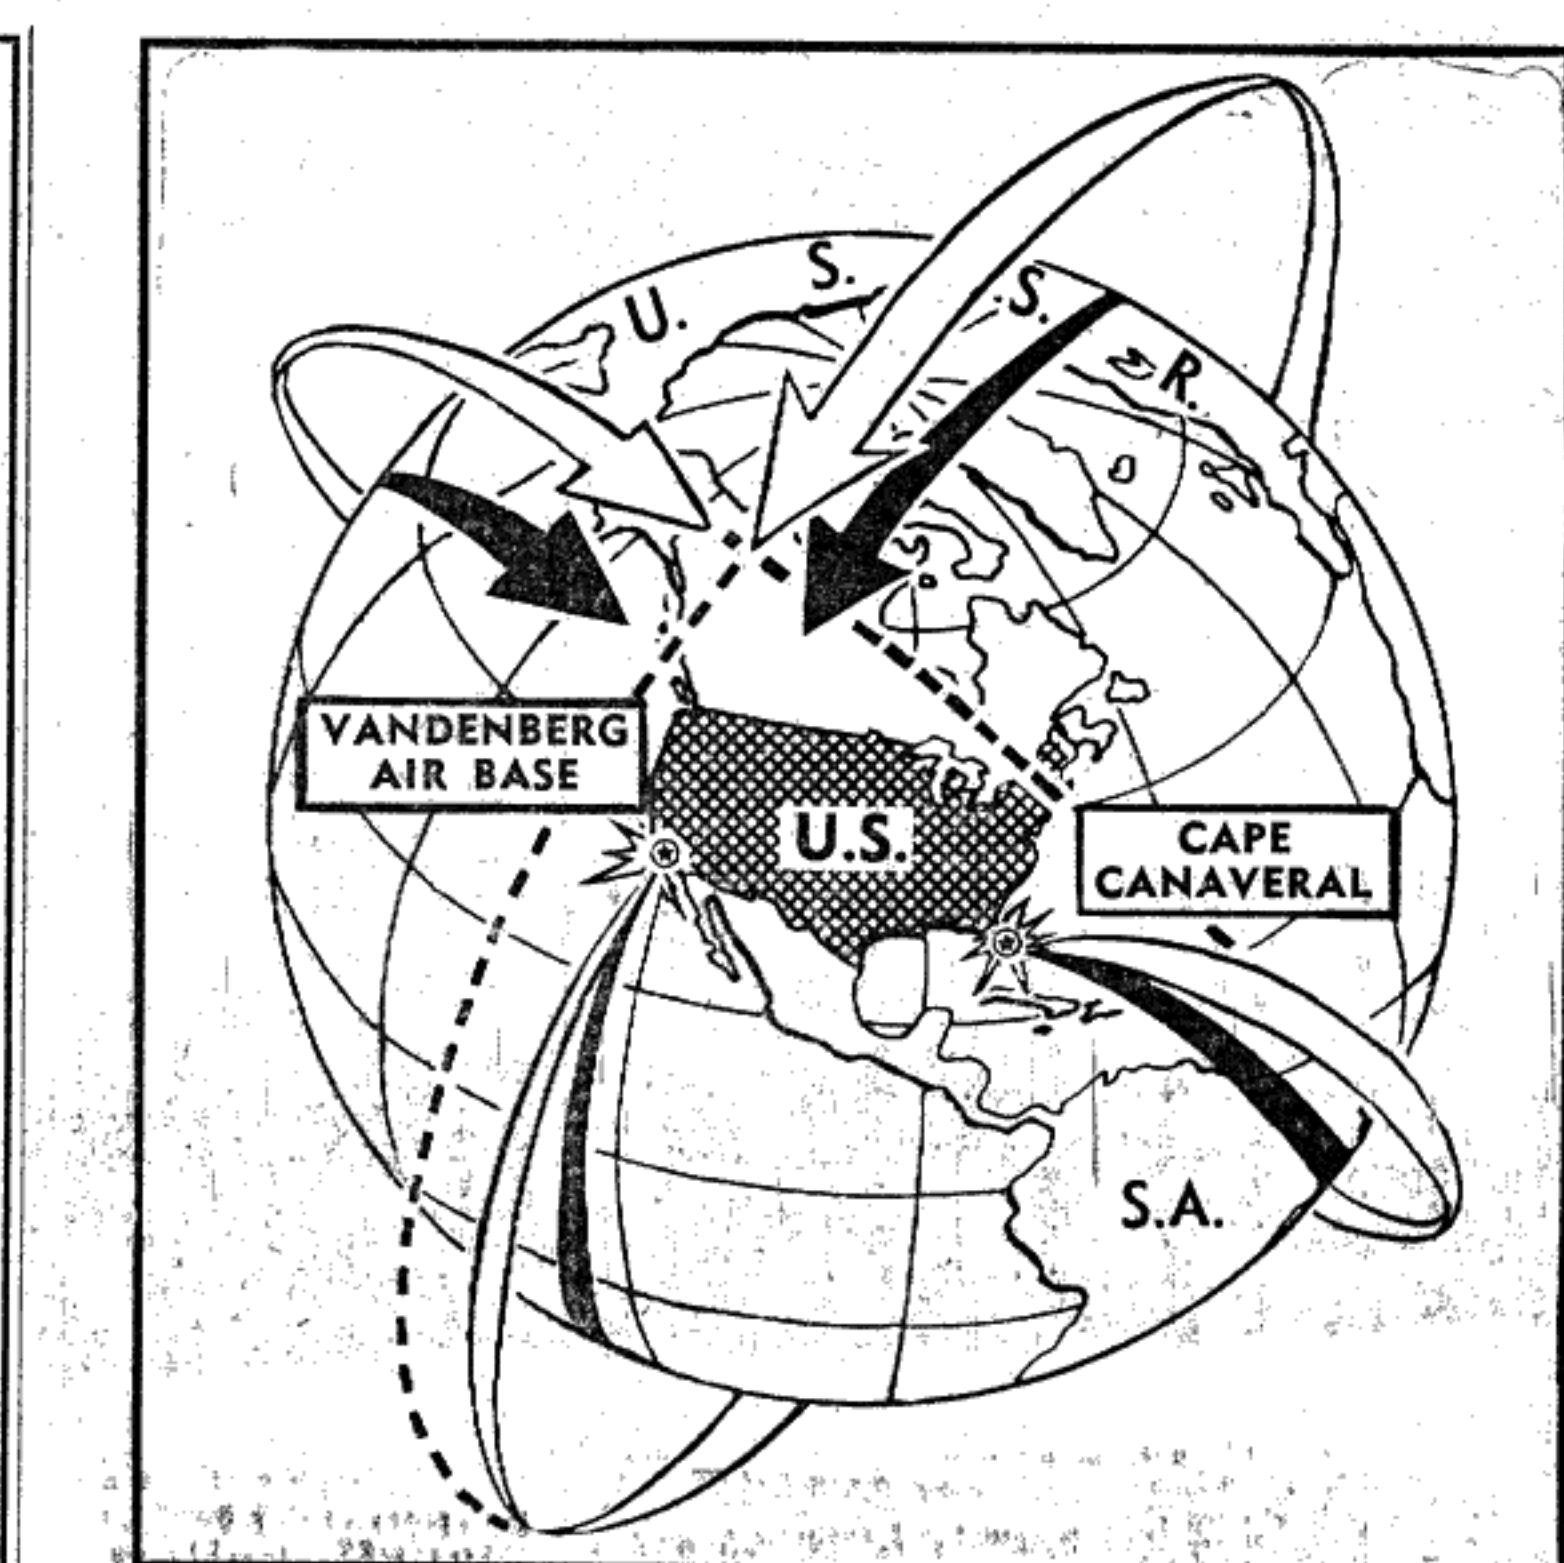 U. S. S. R.
VANDENBERG
AIR BASE
U.S.
CAPE
CANAVERAL
S.A.